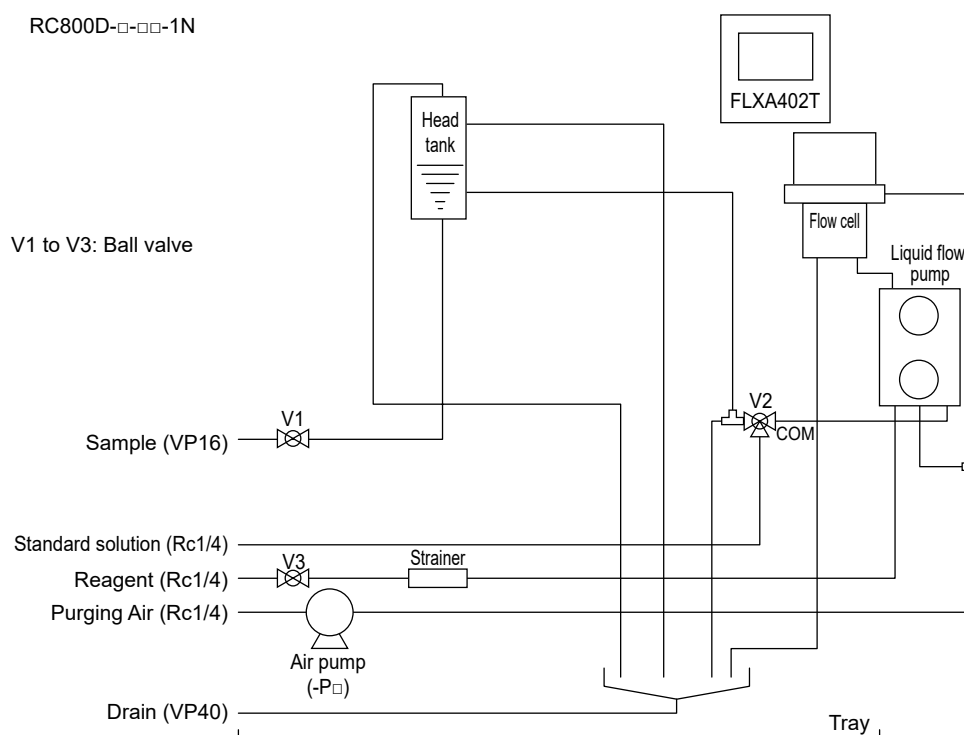 RC800D-□-□□-1N
FLXA402T
Head
tank
Flow cell
V1 to V3: Ball valve
Liquid flow
pump
V1
V2
Sample (VP16)
COM
Standard solution (Rc1/4)
V3
Strainer
Reagent (Rc1/4)
Purging Air (Rc1/4)
Air pump
(-P□)
Drain (VP40)
Tray